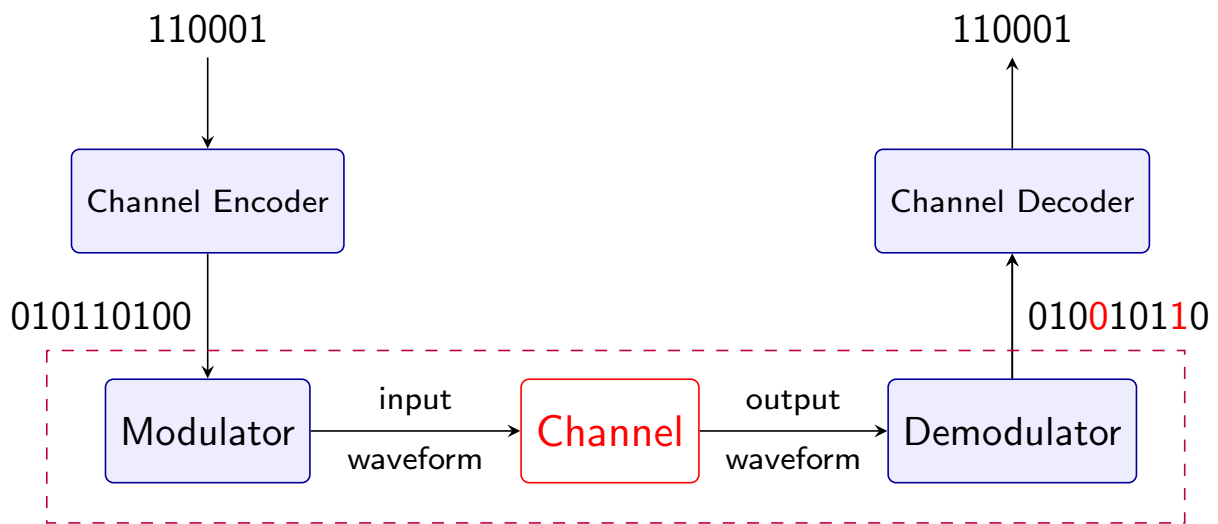 110001
110001
Channel Encoder
Channel Decoder
010110100
010010110
input
output
Modulator
Channel
Demodulator
waveform
waveform